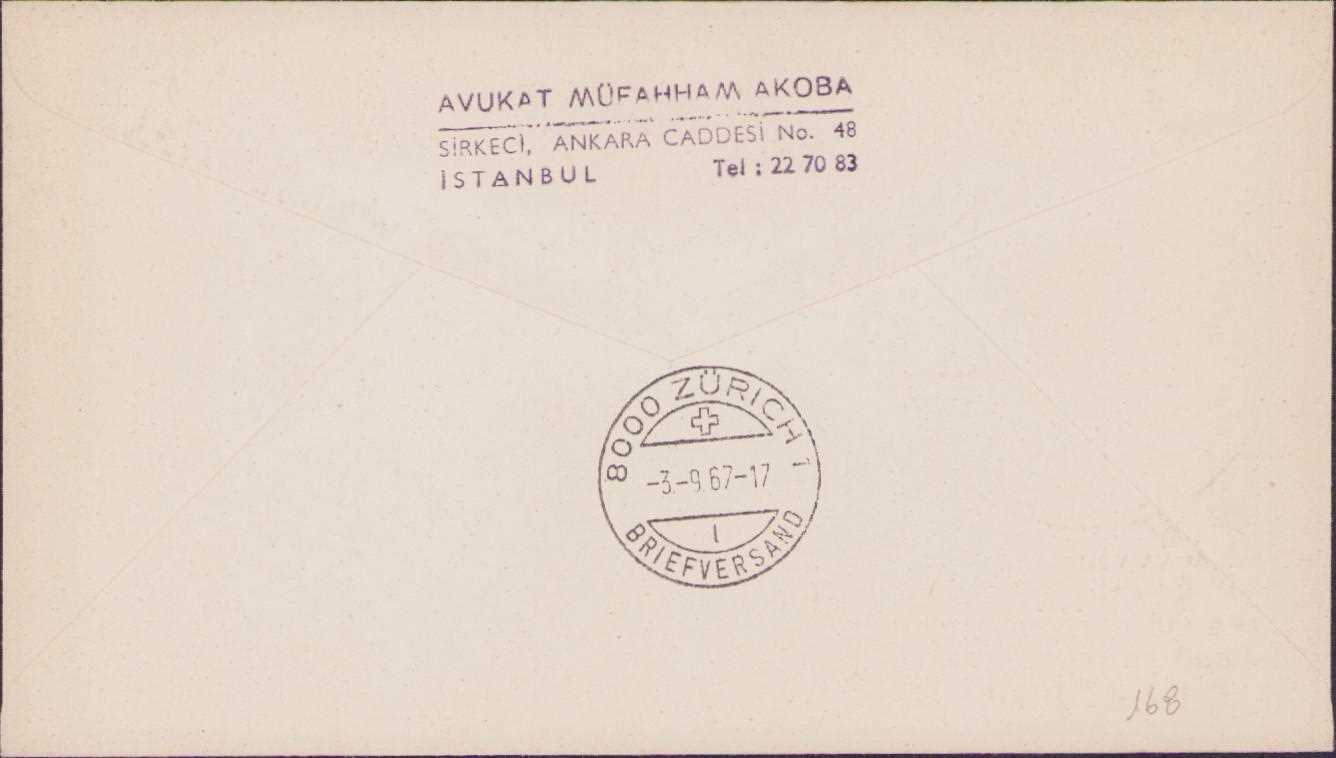 AVUKAT MÜFAHHAM AKOBA
SİRKECİ, ANKARA CADDESİ No. 48
İSTANBUL Tel : 22 70 83
8000 ZÜRICH 1
-3.-9.67-17
1
BRIEFVERSAND
168